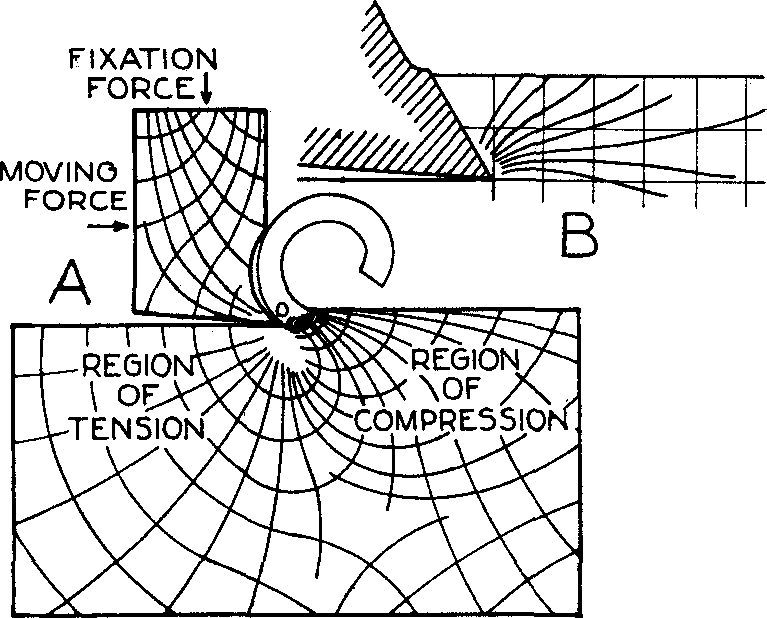 FIXATION
FORCE
MOVING
FORCE
A
B
O
REGION
OF
TENSION
REGION
OF
COMPRESSION